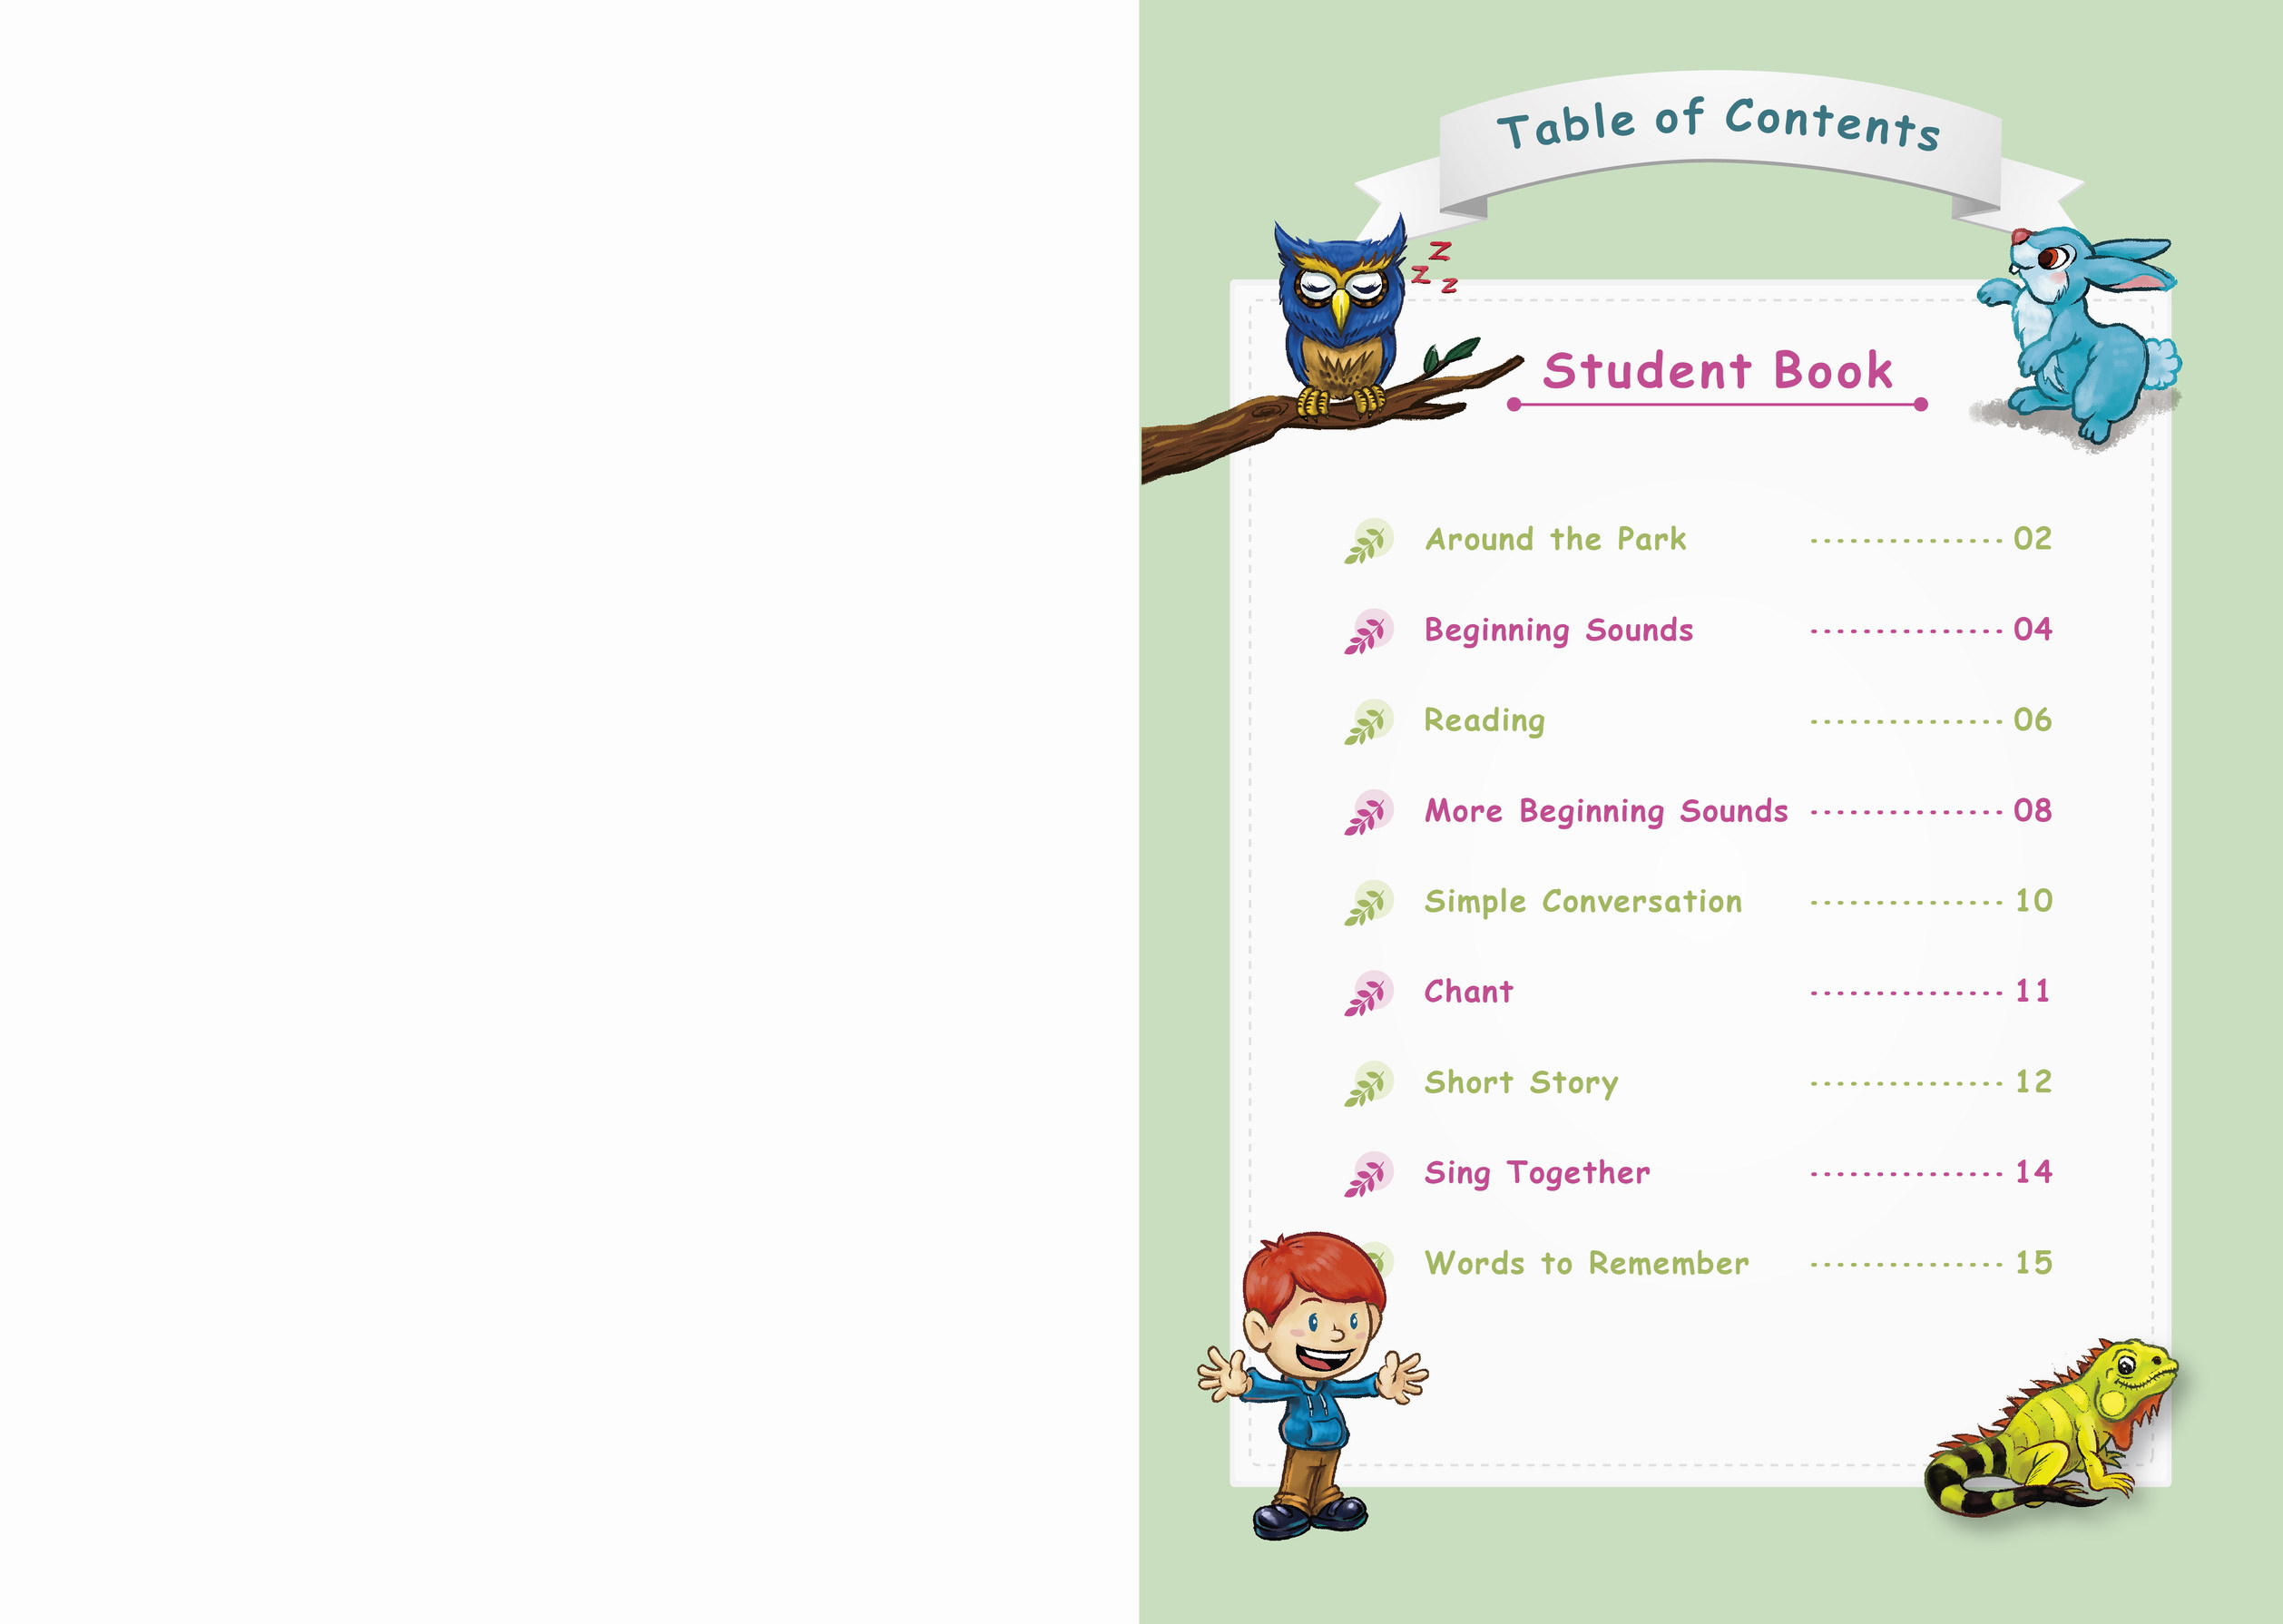 Table of Contents
z
z
z
Student Book
Around the Park -------------- 02
Beginning Sounds -------------- 04
Reading -------------- 06
More Beginning Sounds -------------- 08
Simple Conversation -------------- 10
Chant -------------- 11
Short Story -------------- 12
Sing Together -------------- 14
Words to Remember -------------- 15